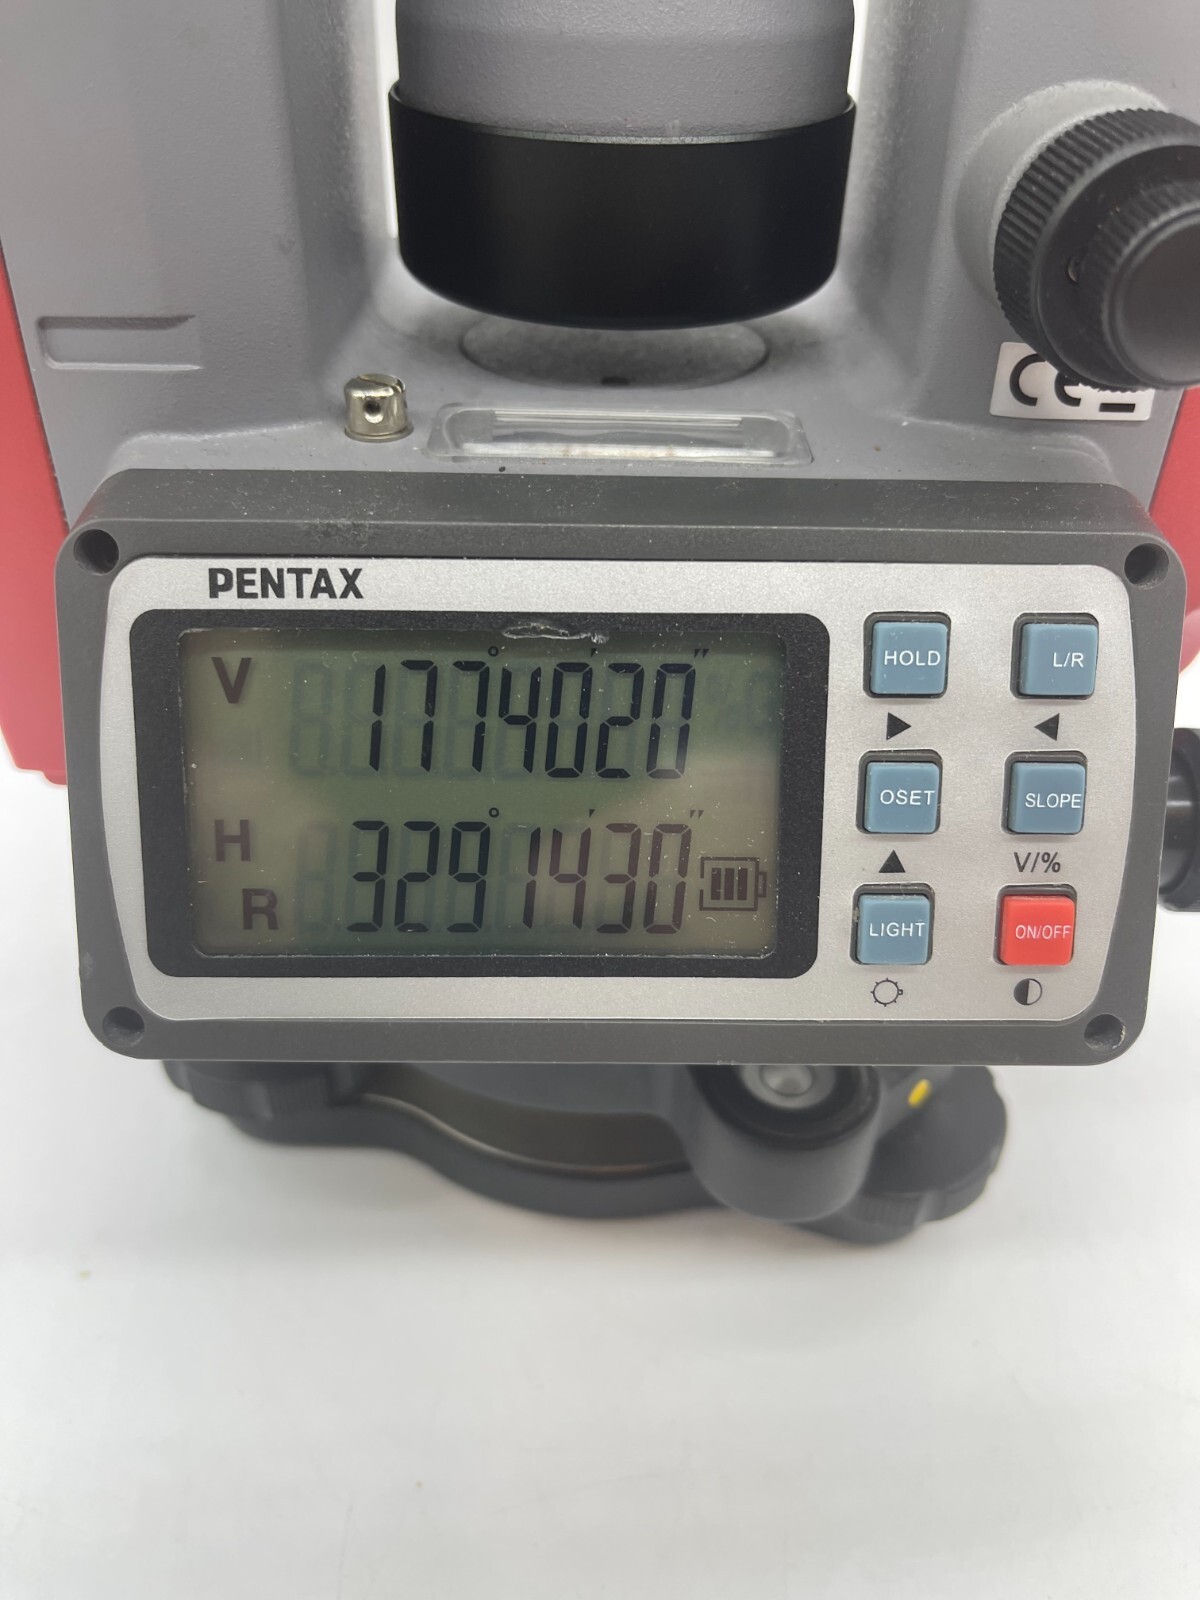 CE
PENTAX
V 177°40'20"
H 329°14'30"
R
HOLD L/R
▶ ◀
OSET SLOPE
▲ V/%
LIGHT ON/OFF